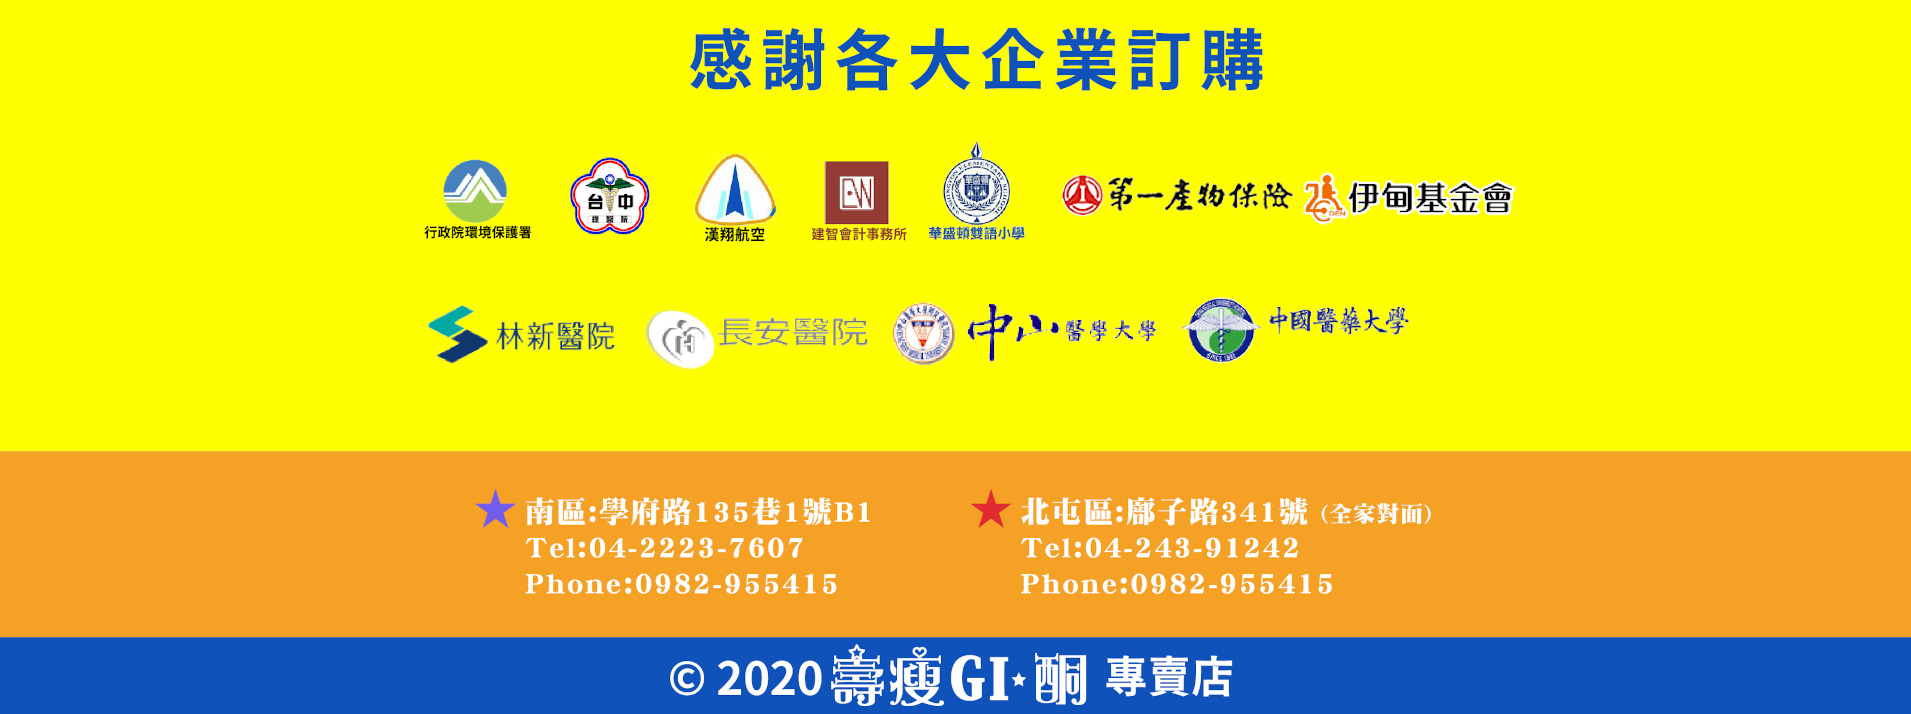 感謝各大企業訂購
台中
行政院環境保護署
漢翔航空
建智會計事務所
華盛頓雙語小學
第一產物保險
伊甸基金會
EDEN
林新醫院
長安醫院
中山醫學大學
中國醫藥大學
南區:學府路135巷1號B1
Tel:04-2223-7607
Phone:0982-955415
北屯區:廍子路341號 (全家對面)
Tel:04-243-91242
Phone:0982-955415
© 2020 壽瘦GI 酮 專賣店